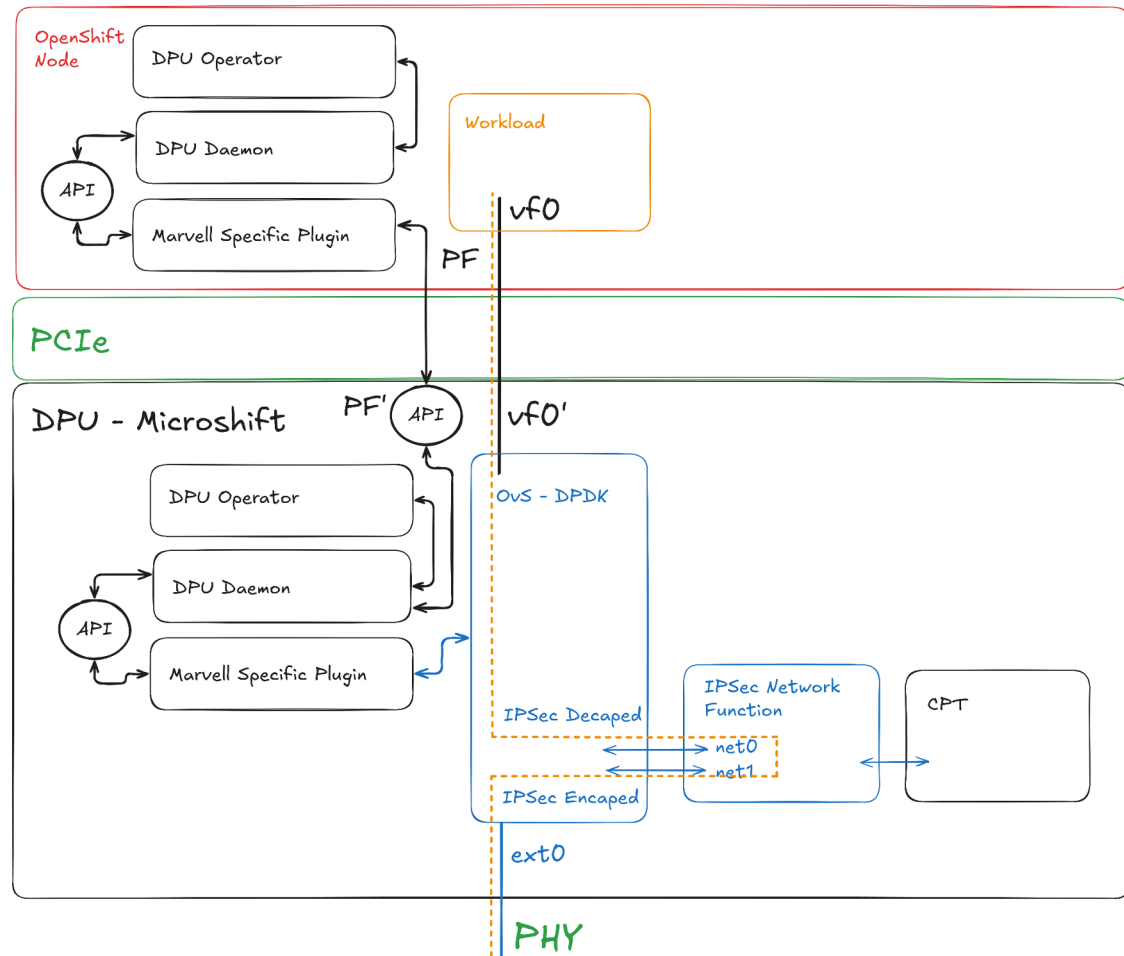 OpenShift
Node
DPU Operator
Workload
DPU Daemon
API
vf0
Marvell Specific Plugin
PF
PCIe
PF'
API
vf0'
DPU - Microshift
OvS - DPDK
DPU Operator
DPU Daemon
API
Marvell Specific Plugin
IPSec Network
Function
CPT
IPSec Decaped
net0
net1
IPSec Encaped
ext0
PHY